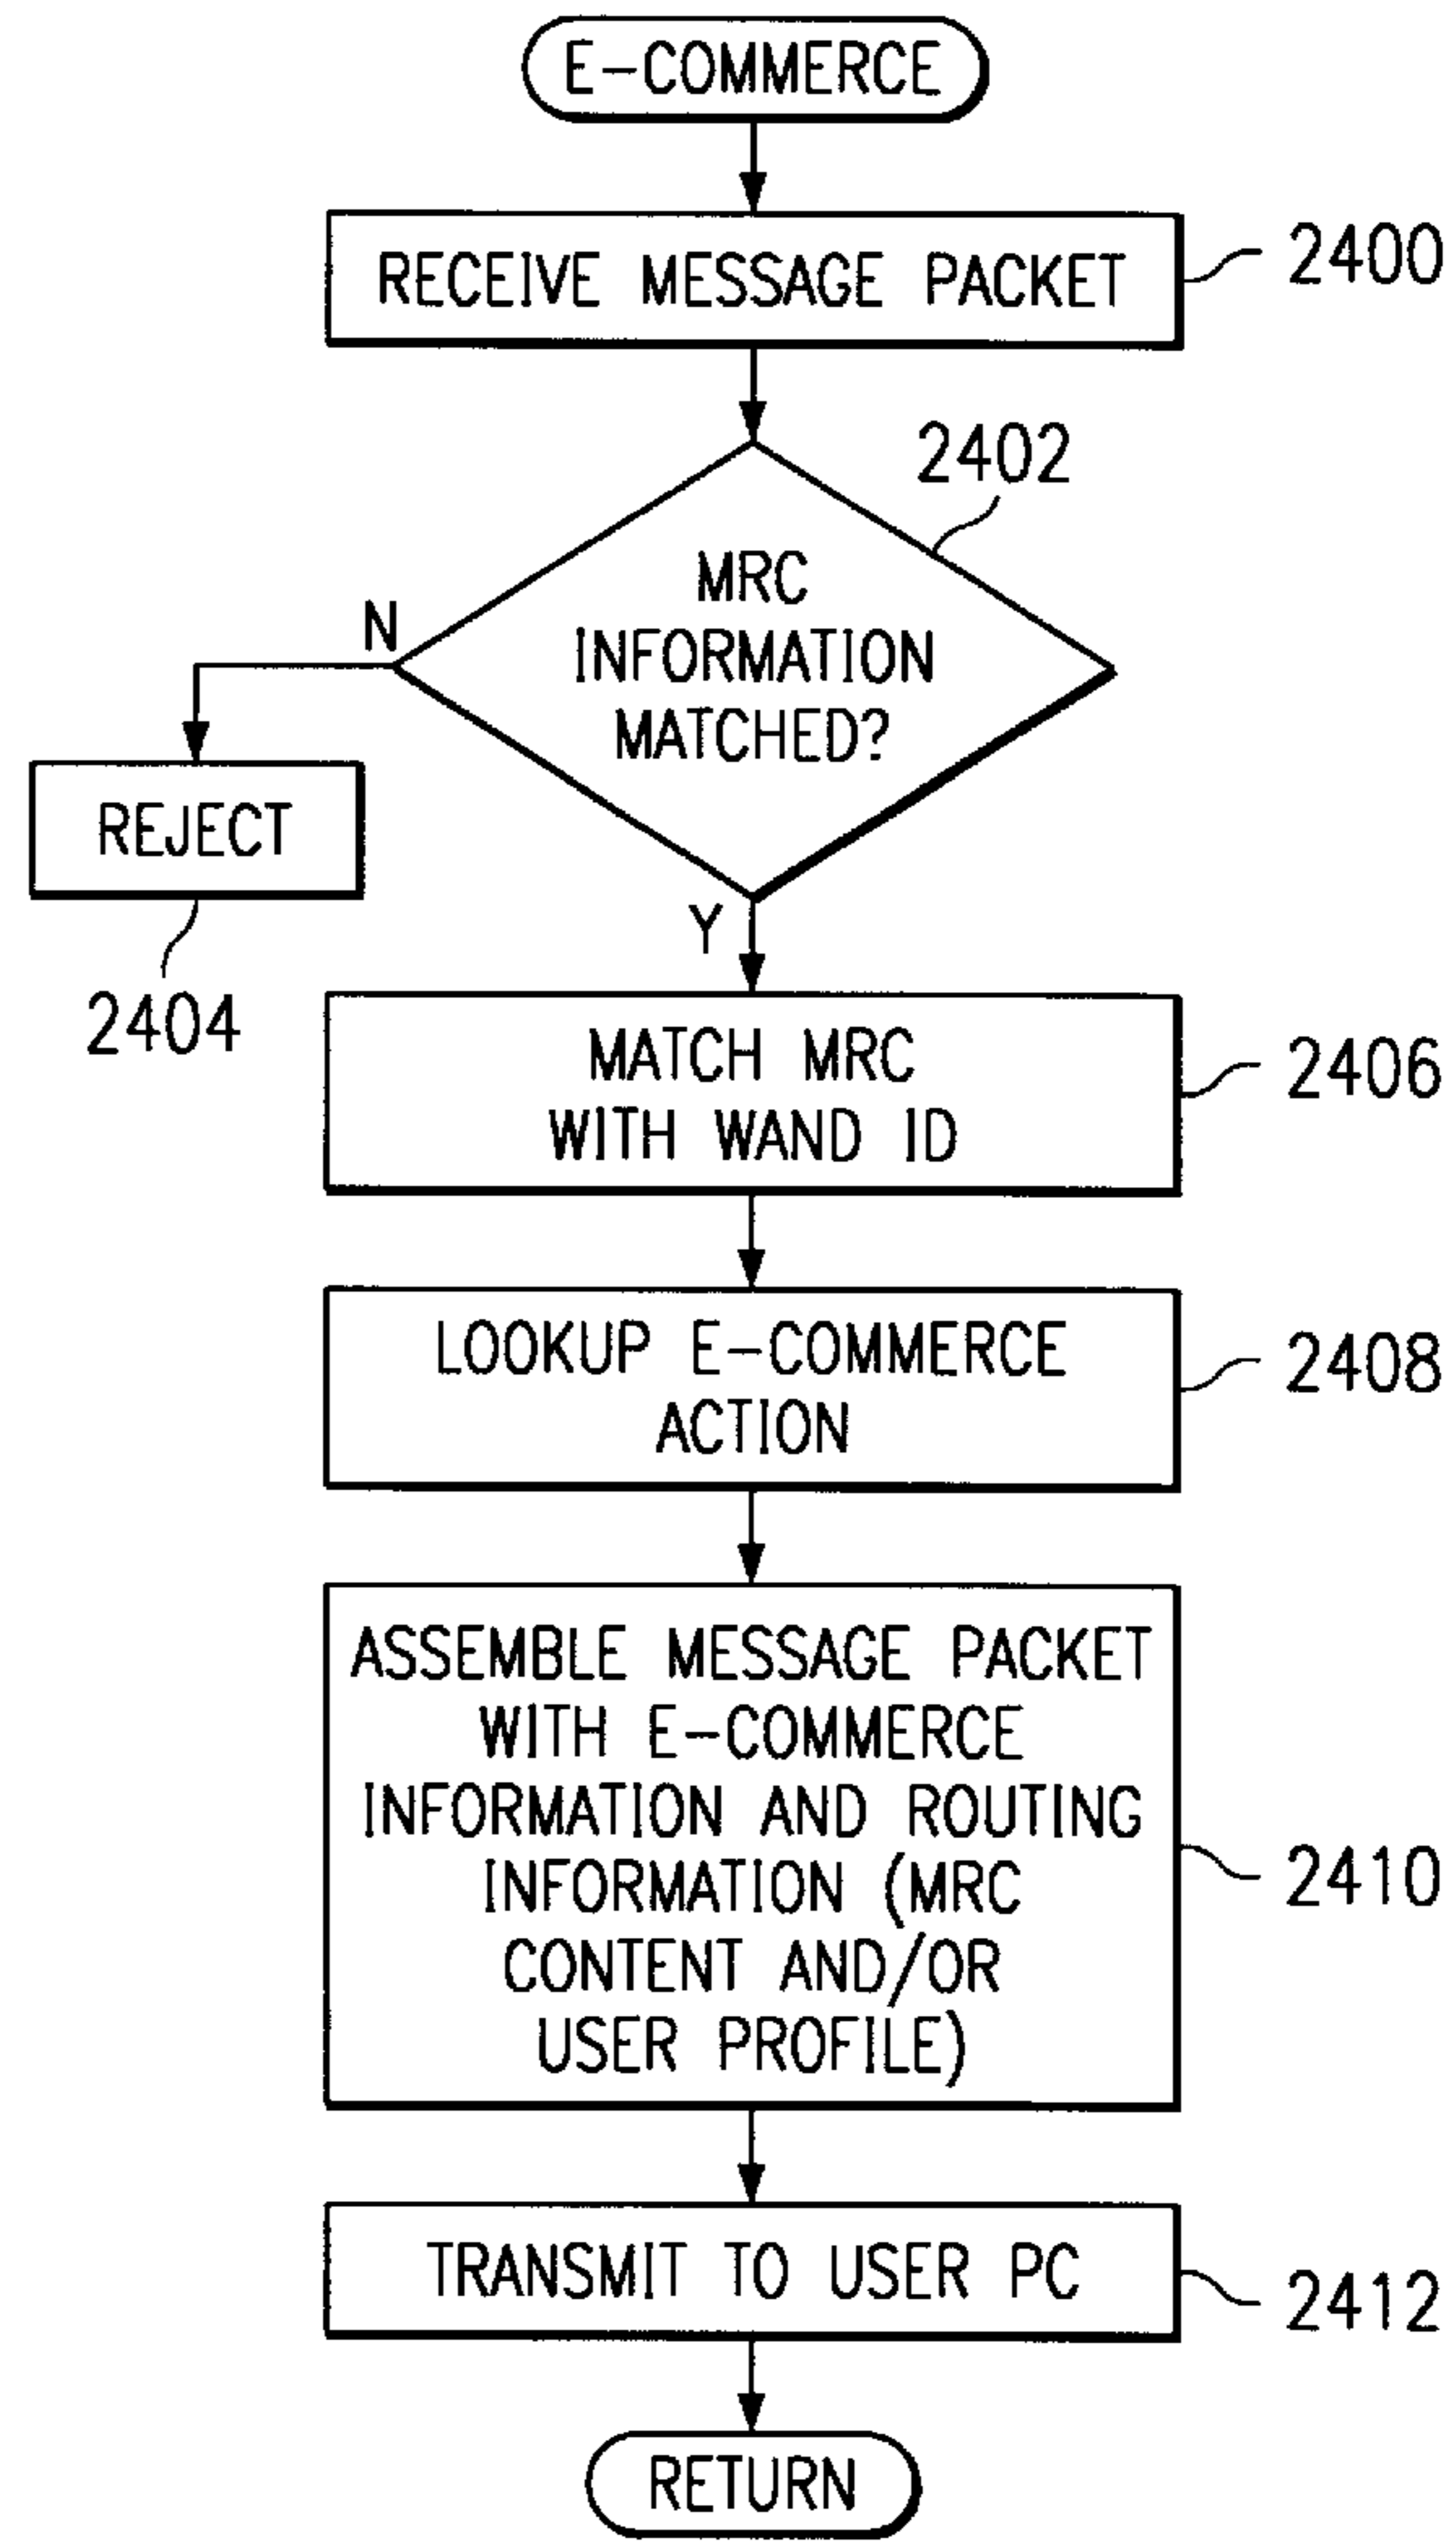 E-COMMERCE
RECEIVE MESSAGE PACKET
2400
2402
MRC
INFORMATION
MATCHED?
N
REJECT
2404
Y
MATCH MRC
WITH WAND ID
2406
LOOKUP E-COMMERCE
ACTION
2408
ASSEMBLE MESSAGE PACKET
WITH E-COMMERCE
INFORMATION AND ROUTING
INFORMATION (MRC
CONTENT AND/OR
USER PROFILE)
2410
TRANSMIT TO USER PC
2412
RETURN